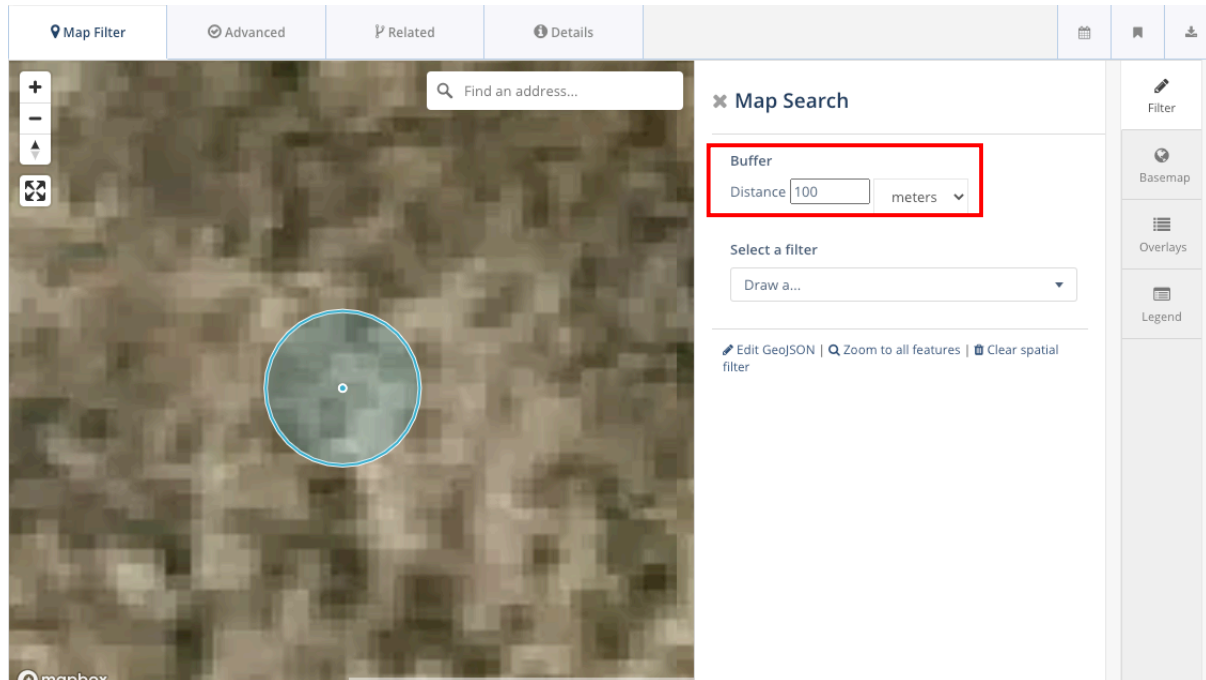 Map Filter
Advanced
Related
Details
Find an address...
Map Search
Filter
Buffer
Distance 100 meters
Basemap
Select a filter
Overlays
Draw a...
Legend
Edit GeoJSON | Zoom to all features | Clear spatial
filter
mapbox